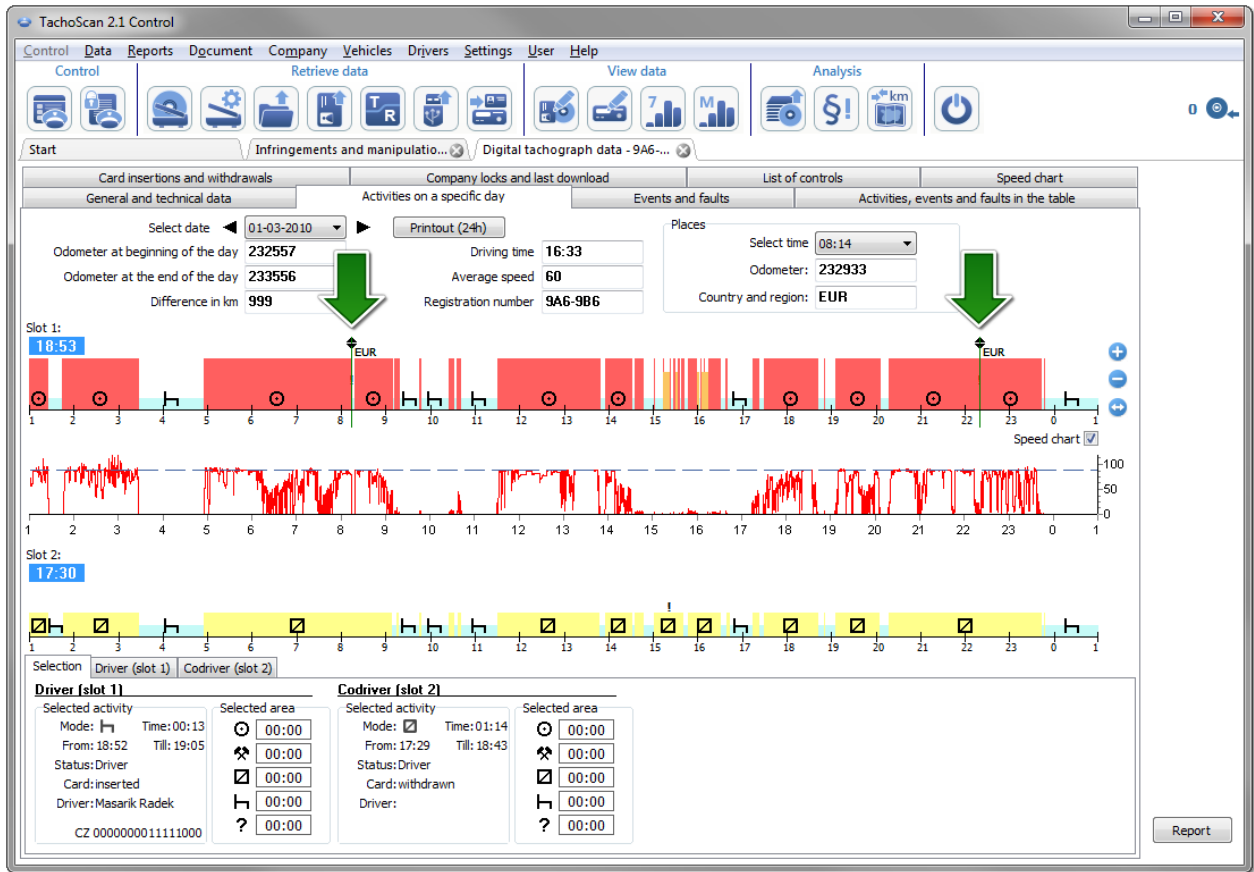 TachoScan 2.1 Control
Control Data Reports Document Company Vehicles Drivers Settings User Help
Control Retrieve data View data Analysis
T R 7 M §! km
0
Start Infringements and manipulatio... Digital tachograph data - 9A6-...
Card insertions and withdrawals Company locks and last download List of controls Speed chart
General and technical data Activities on a specific day Events and faults Activities, events and faults in the table
Select date 01-03-2010 Printout (24h) Places
Select time 08:14
Odometer at beginning of the day 232557 Driving time 16:33
Odometer: 232933
Odometer at the end of the day 233556 Average speed 60
Difference in km 999 Registration number 9A6-9B6 Country and region: EUR
Slot 1:
18:53
EUR EUR
1 2 3 4 5 6 7 8 9 10 11 12 13 14 15 16 17 18 19 20 21 22 23 0 1
Speed chart
100
50
0
1 2 3 4 5 6 7 8 9 10 11 12 13 14 15 16 17 18 19 20 21 22 23 0 1
Slot 2:
17:30
!
1 2 3 4 5 6 7 8 9 10 11 12 13 14 15 16 17 18 19 20 21 22 23 0 1
Selection Driver (slot 1) Codriver (slot 2)
Driver (slot 1) Codriver (slot 2)
Selected activity Selected area Selected activity Selected area
Mode: Time: 00:13 00:00 Mode: Time: 01:14 00:00
From: 18:52 Till: 19:05 00:00 From: 17:29 Till: 18:43 00:00
Status: Driver 00:00 Status: Driver 00:00
Card: inserted Card: withdrawn
Driver: Masarik Radek 00:00 Driver: 00:00
CZ 0000000011111000 ? 00:00 ? 00:00
Report